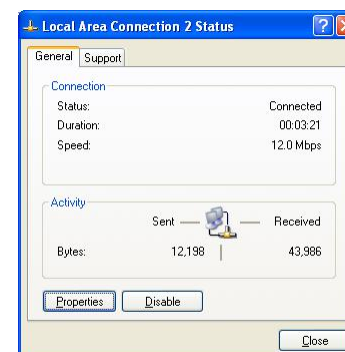 Local Area Connection 2 Status
General Support
Connection
Status: Connected
Duration: 00:03:21
Speed: 12.0 Mbps
Activity
Sent — — Received
Bytes: 12,198 | 43,986
Properties Disable
Close